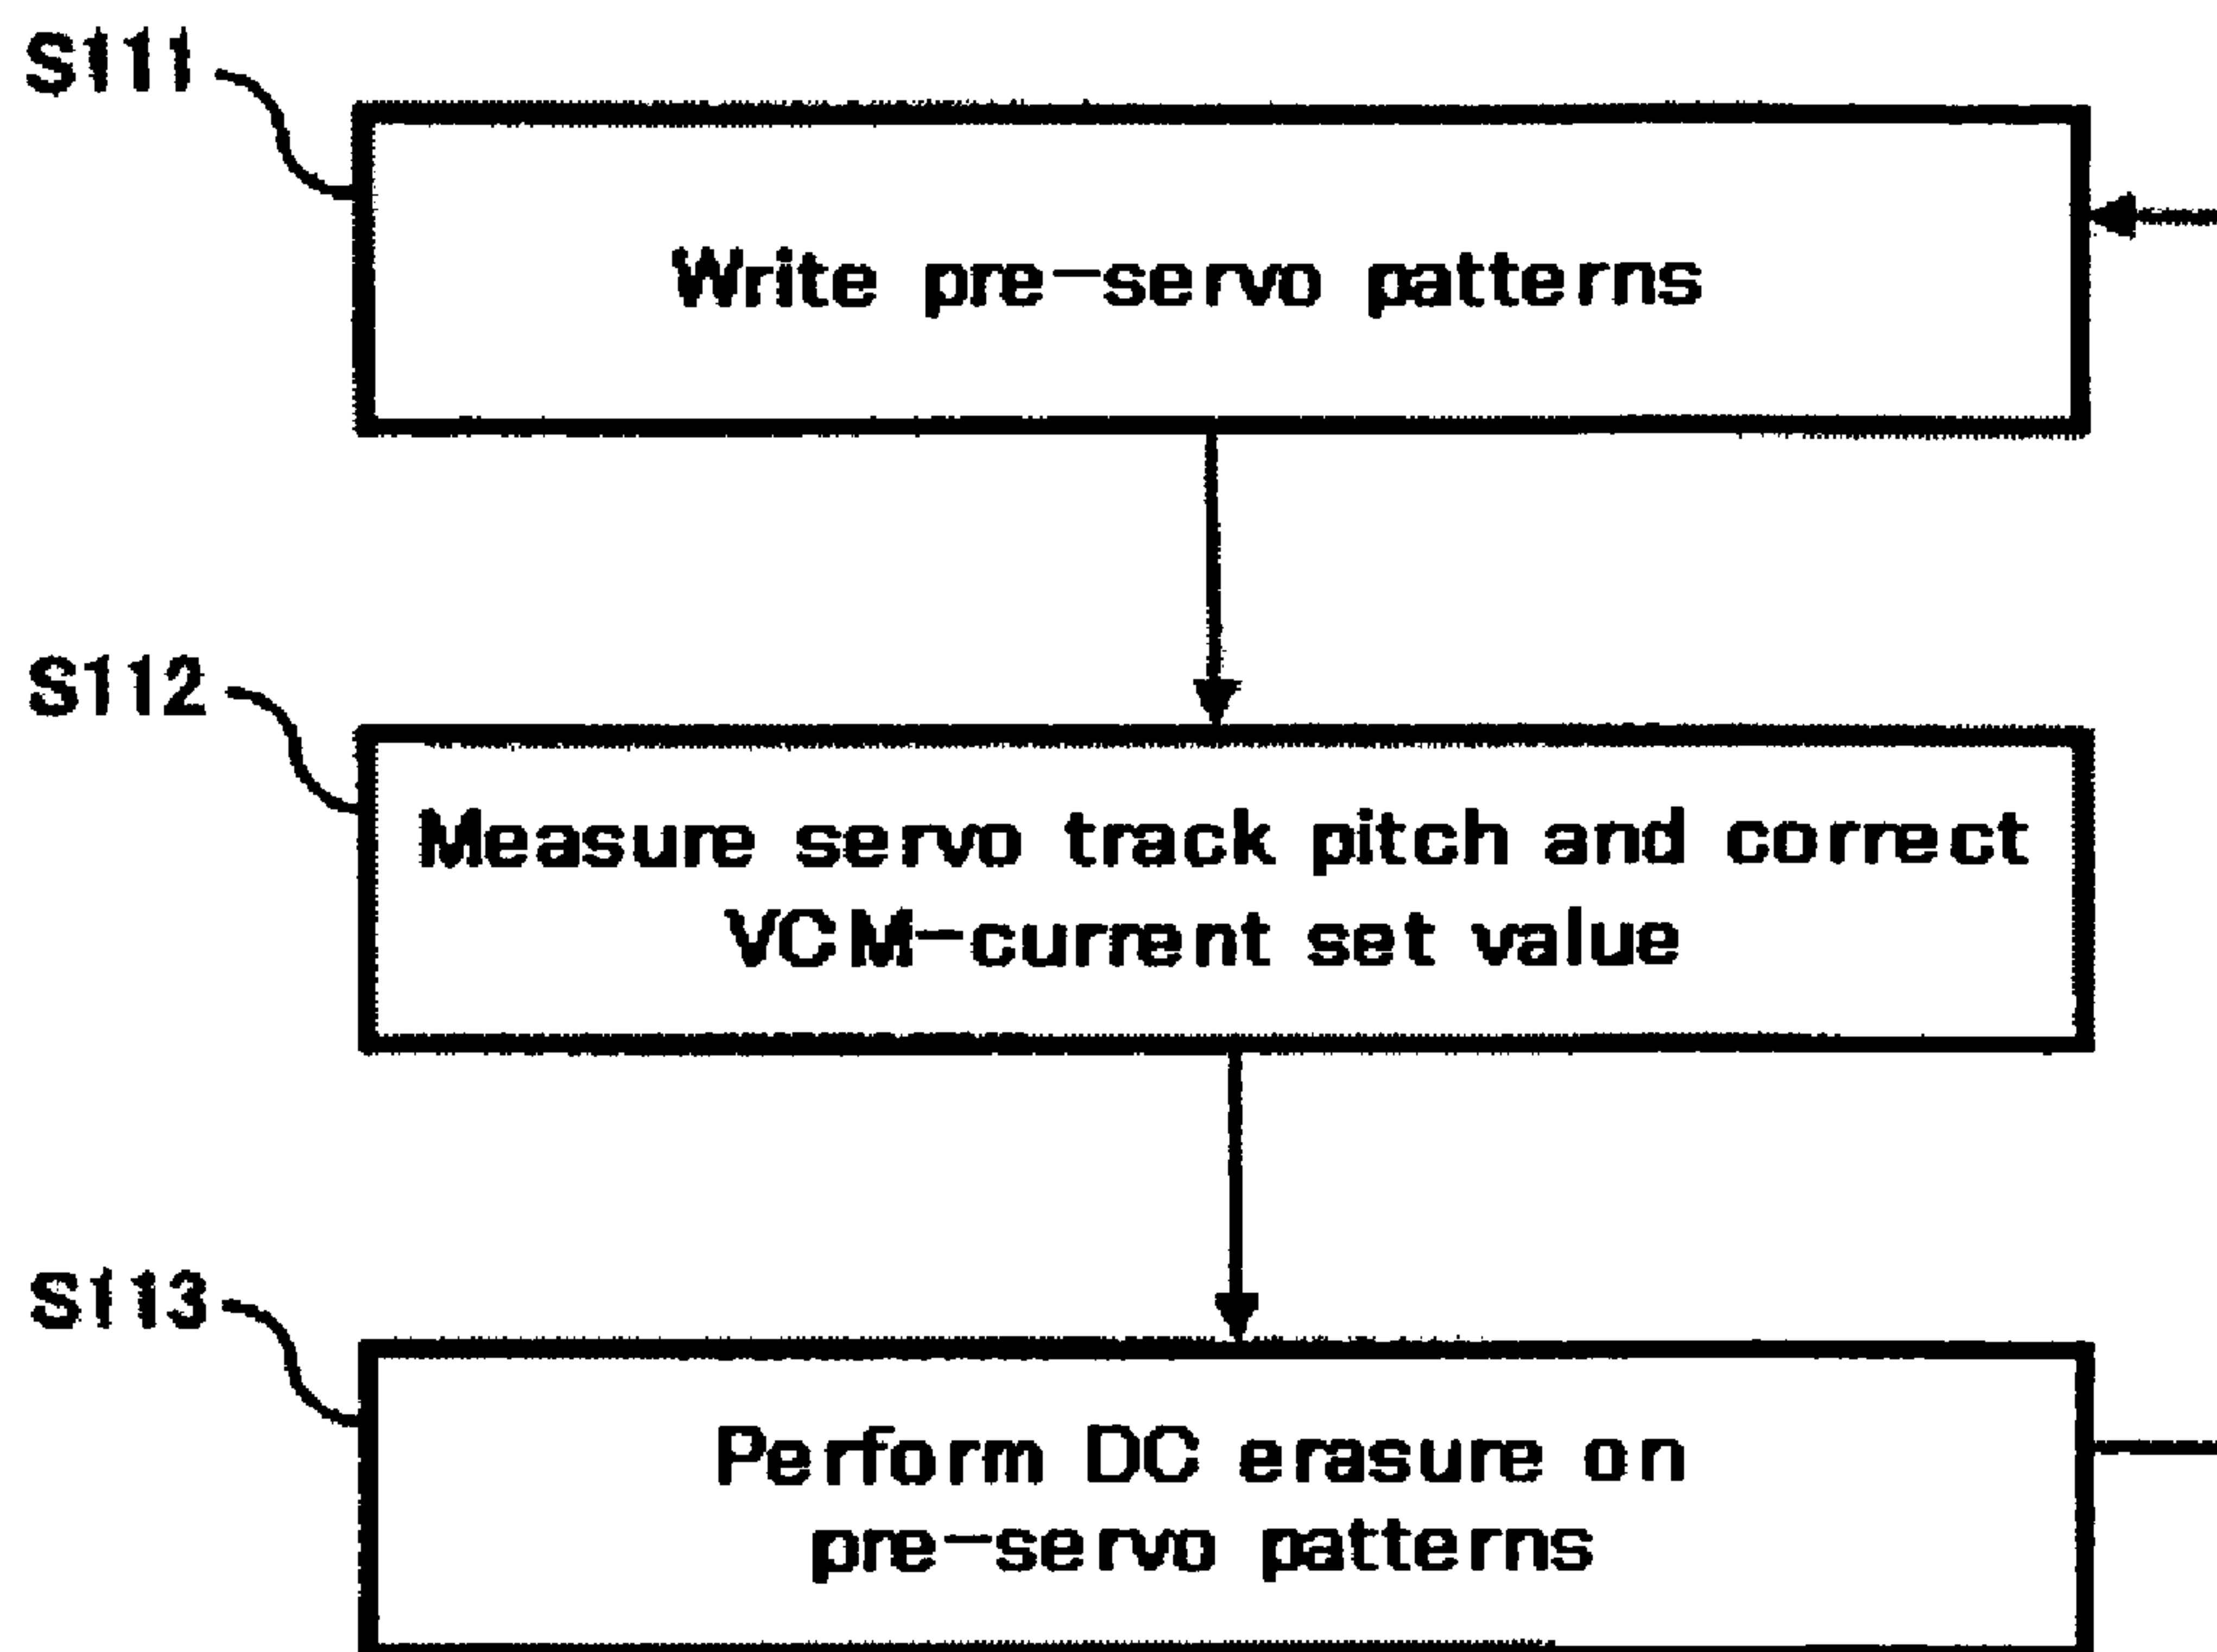 S111
Write pre-servo patterns
S112
Measure servo track pitch and correct
VCM-current set value
S113
Perform DC erasure on
pre-servo patterns